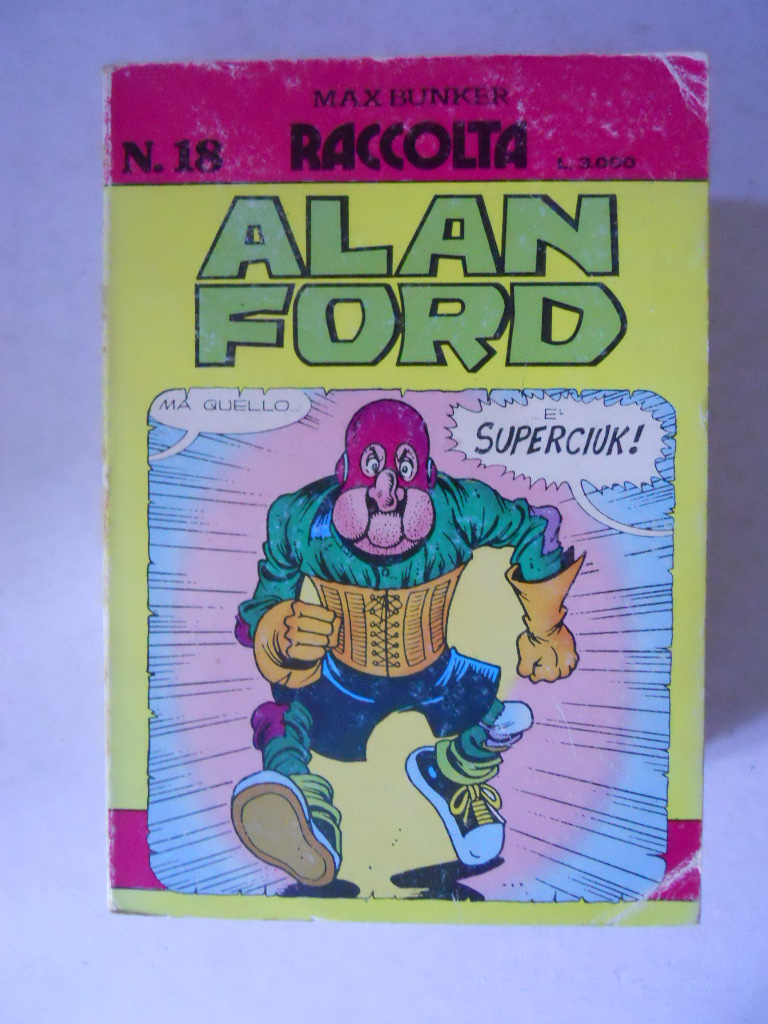 MAX BUNKER
N. 18 RACCOLTA L. 3.000
ALAN
FORD
MA QUELLO...
...E'
SUPERCIUK!